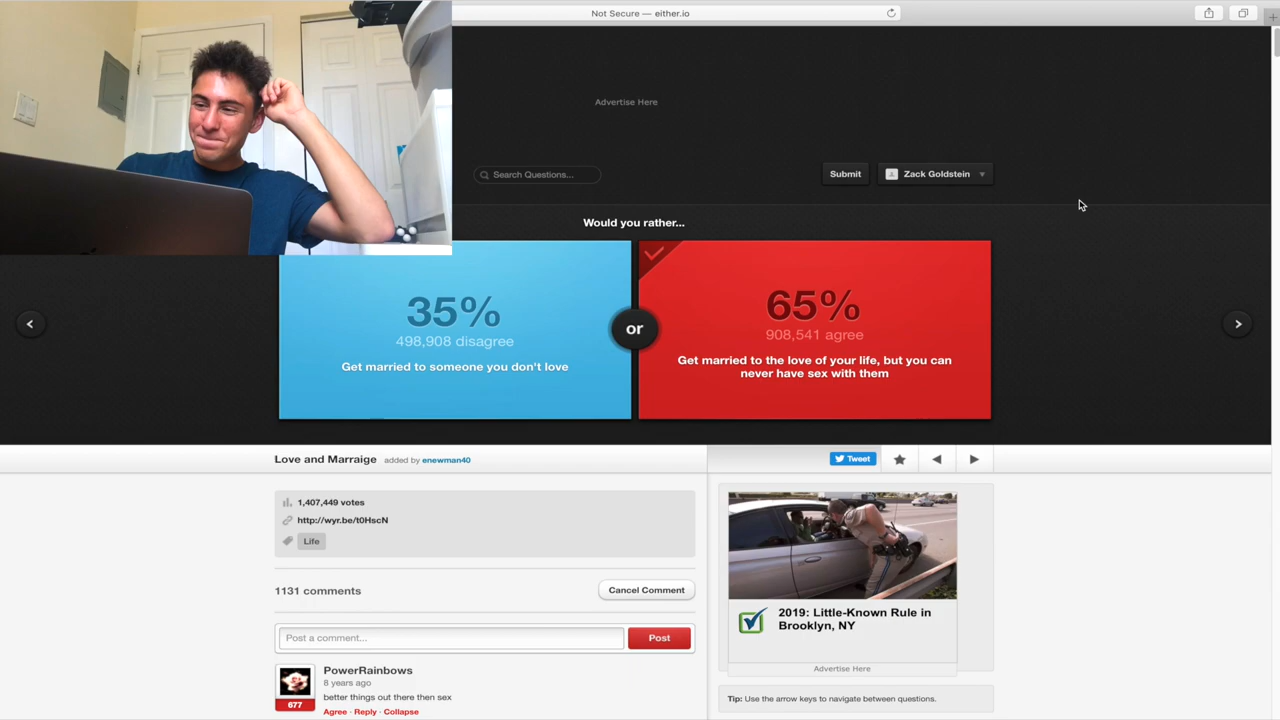 Not Secure — either.io
Advertise Here
Search Questions...
Submit
Zack Goldstein
Would you rather...
35%
498,908 disagree
Get married to someone you don't love
or
65%
908,541 agree
Get married to the love of your life, but you can
never have sex with them
Love and Marraige added by enewman40
Tweet
1,407,449 votes
http://wyr.be/t0HscN
Life
1131 comments
Cancel Comment
Post a comment...
Post
PowerRainbows
8 years ago
better things out there then sex
677
Agree · Reply · Collapse
2019: Little-Known Rule in
Brooklyn, NY
Advertise Here
Tip: Use the arrow keys to navigate between questions.